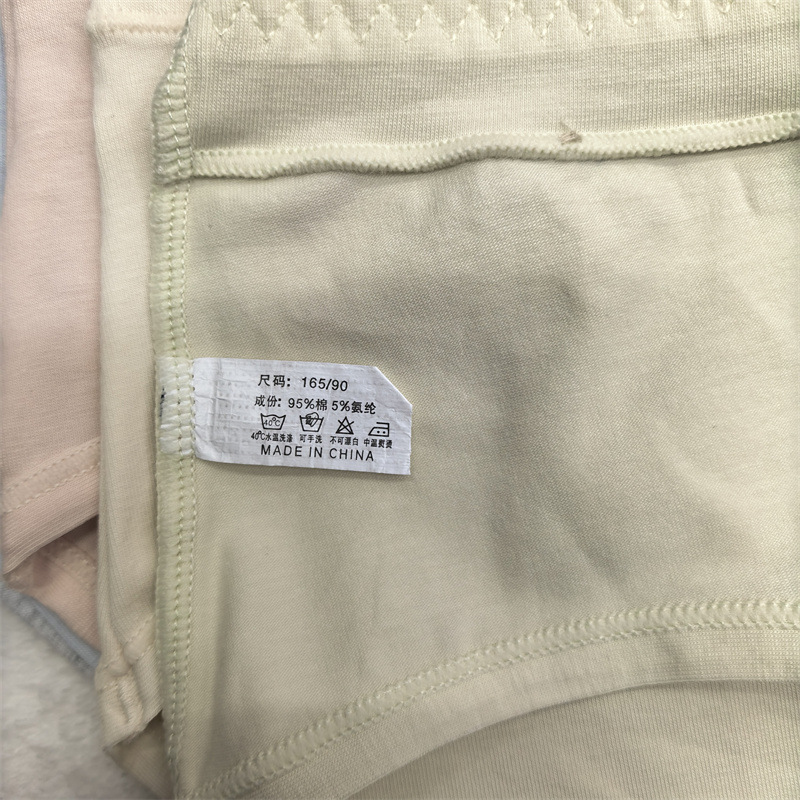 尺码: 165/90
成份: 95%棉 5%氨纶
40℃
40℃水温洗涤 可手洗 不可漂白 中温熨烫
MADE IN CHINA